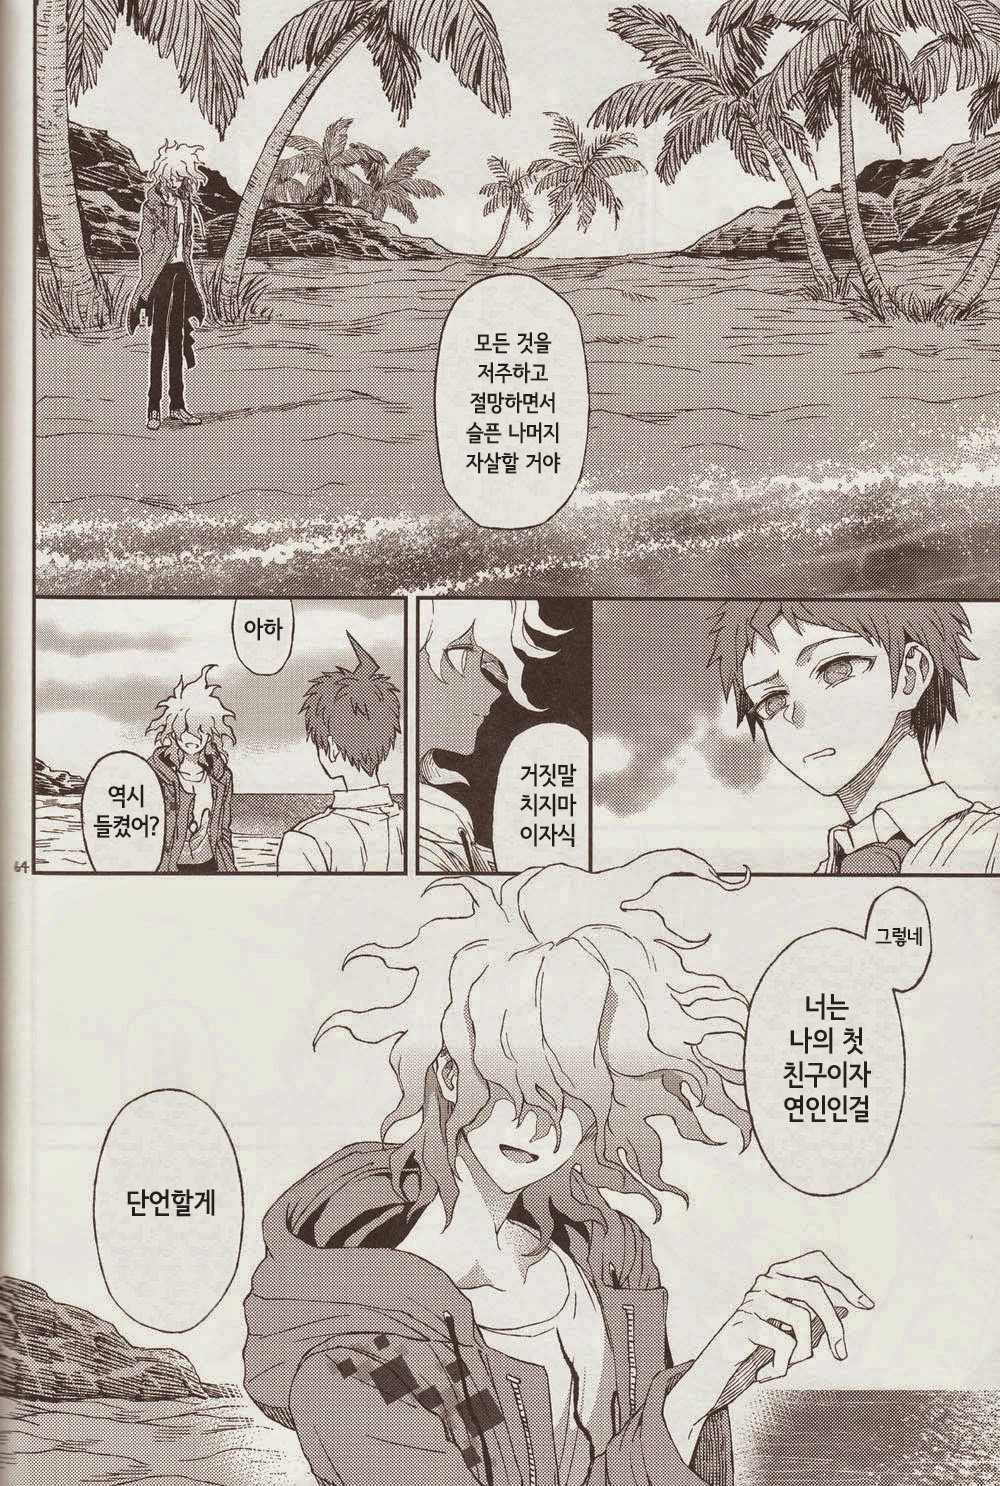 모든 것을
저주하고
절망하면서
슬픈 나머지
자살할 거야
거짓말
치지마
이자식
아하
역시
들켰어?
64
그렇네
너는
나의 첫
친구이자
연인인걸
단언할게